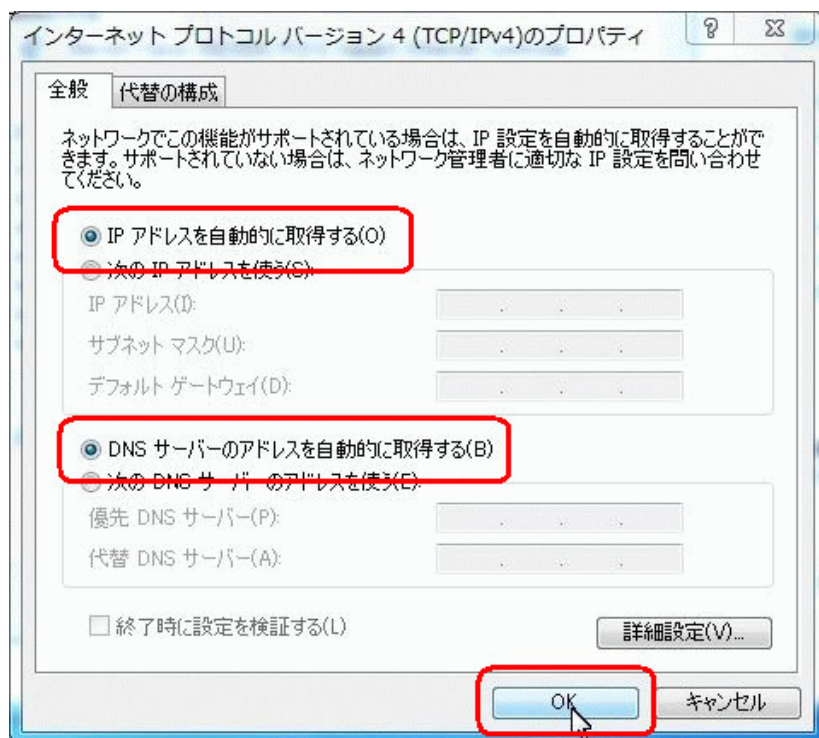 インターネット プロトコル バージョン 4 (TCP/IPv4)のプロパティ
全般 代替の構成
ネットワークでこの機能がサポートされている場合は、IP 設定を自動的に取得することがで
きます。サポートされていない場合は、ネットワーク管理者に適切な IP 設定を問い合わせ
てください。
IP アドレスを自動的に取得する(O)
次の IP アドレスを使う(S):
IP アドレス(I):
サブネット マスク(U):
デフォルト ゲートウェイ(D):
DNS サーバーのアドレスを自動的に取得する(B)
次の DNS サーバーのアドレスを使う(E):
優先 DNS サーバー(P):
代替 DNS サーバー(A):
終了時に設定を検証する(L)
詳細設定(V)...
OK キャンセル